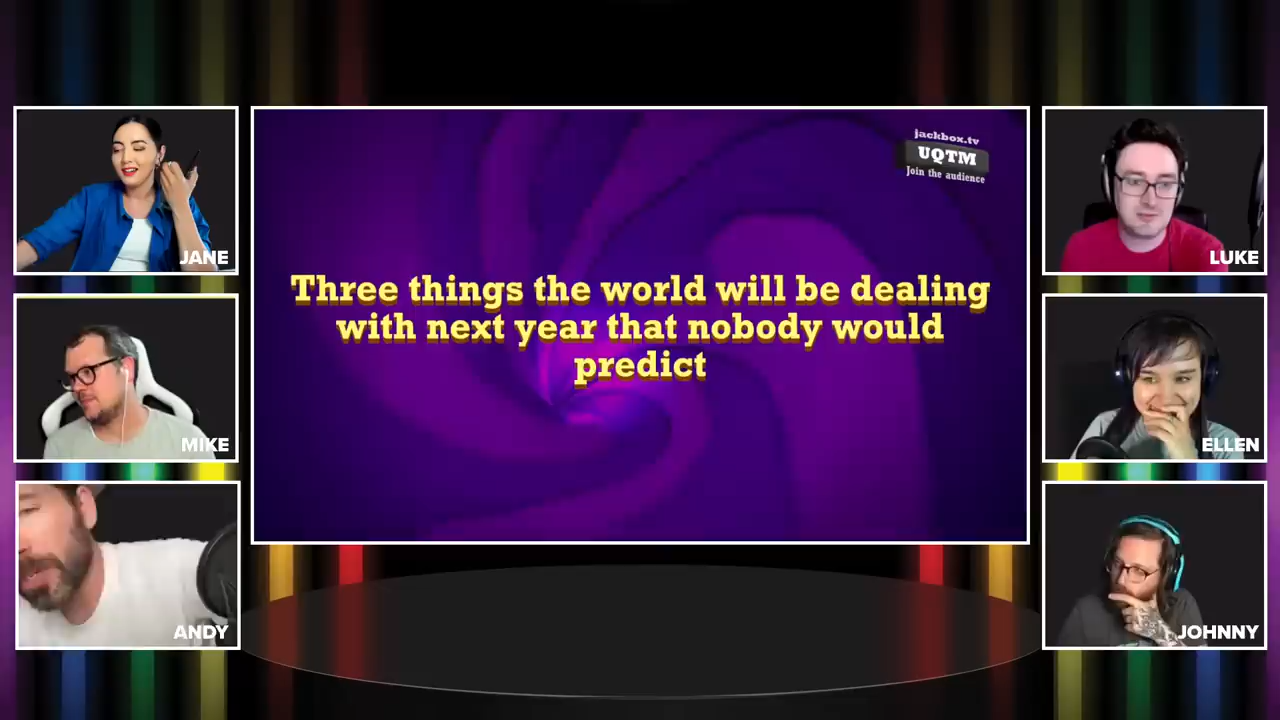 jackbox.tv
UQTM
Join the audience
Three things the world will be dealing
with next year that nobody would
predict
JANE
MIKE
ANDY
LUKE
ELLEN
JOHNNY